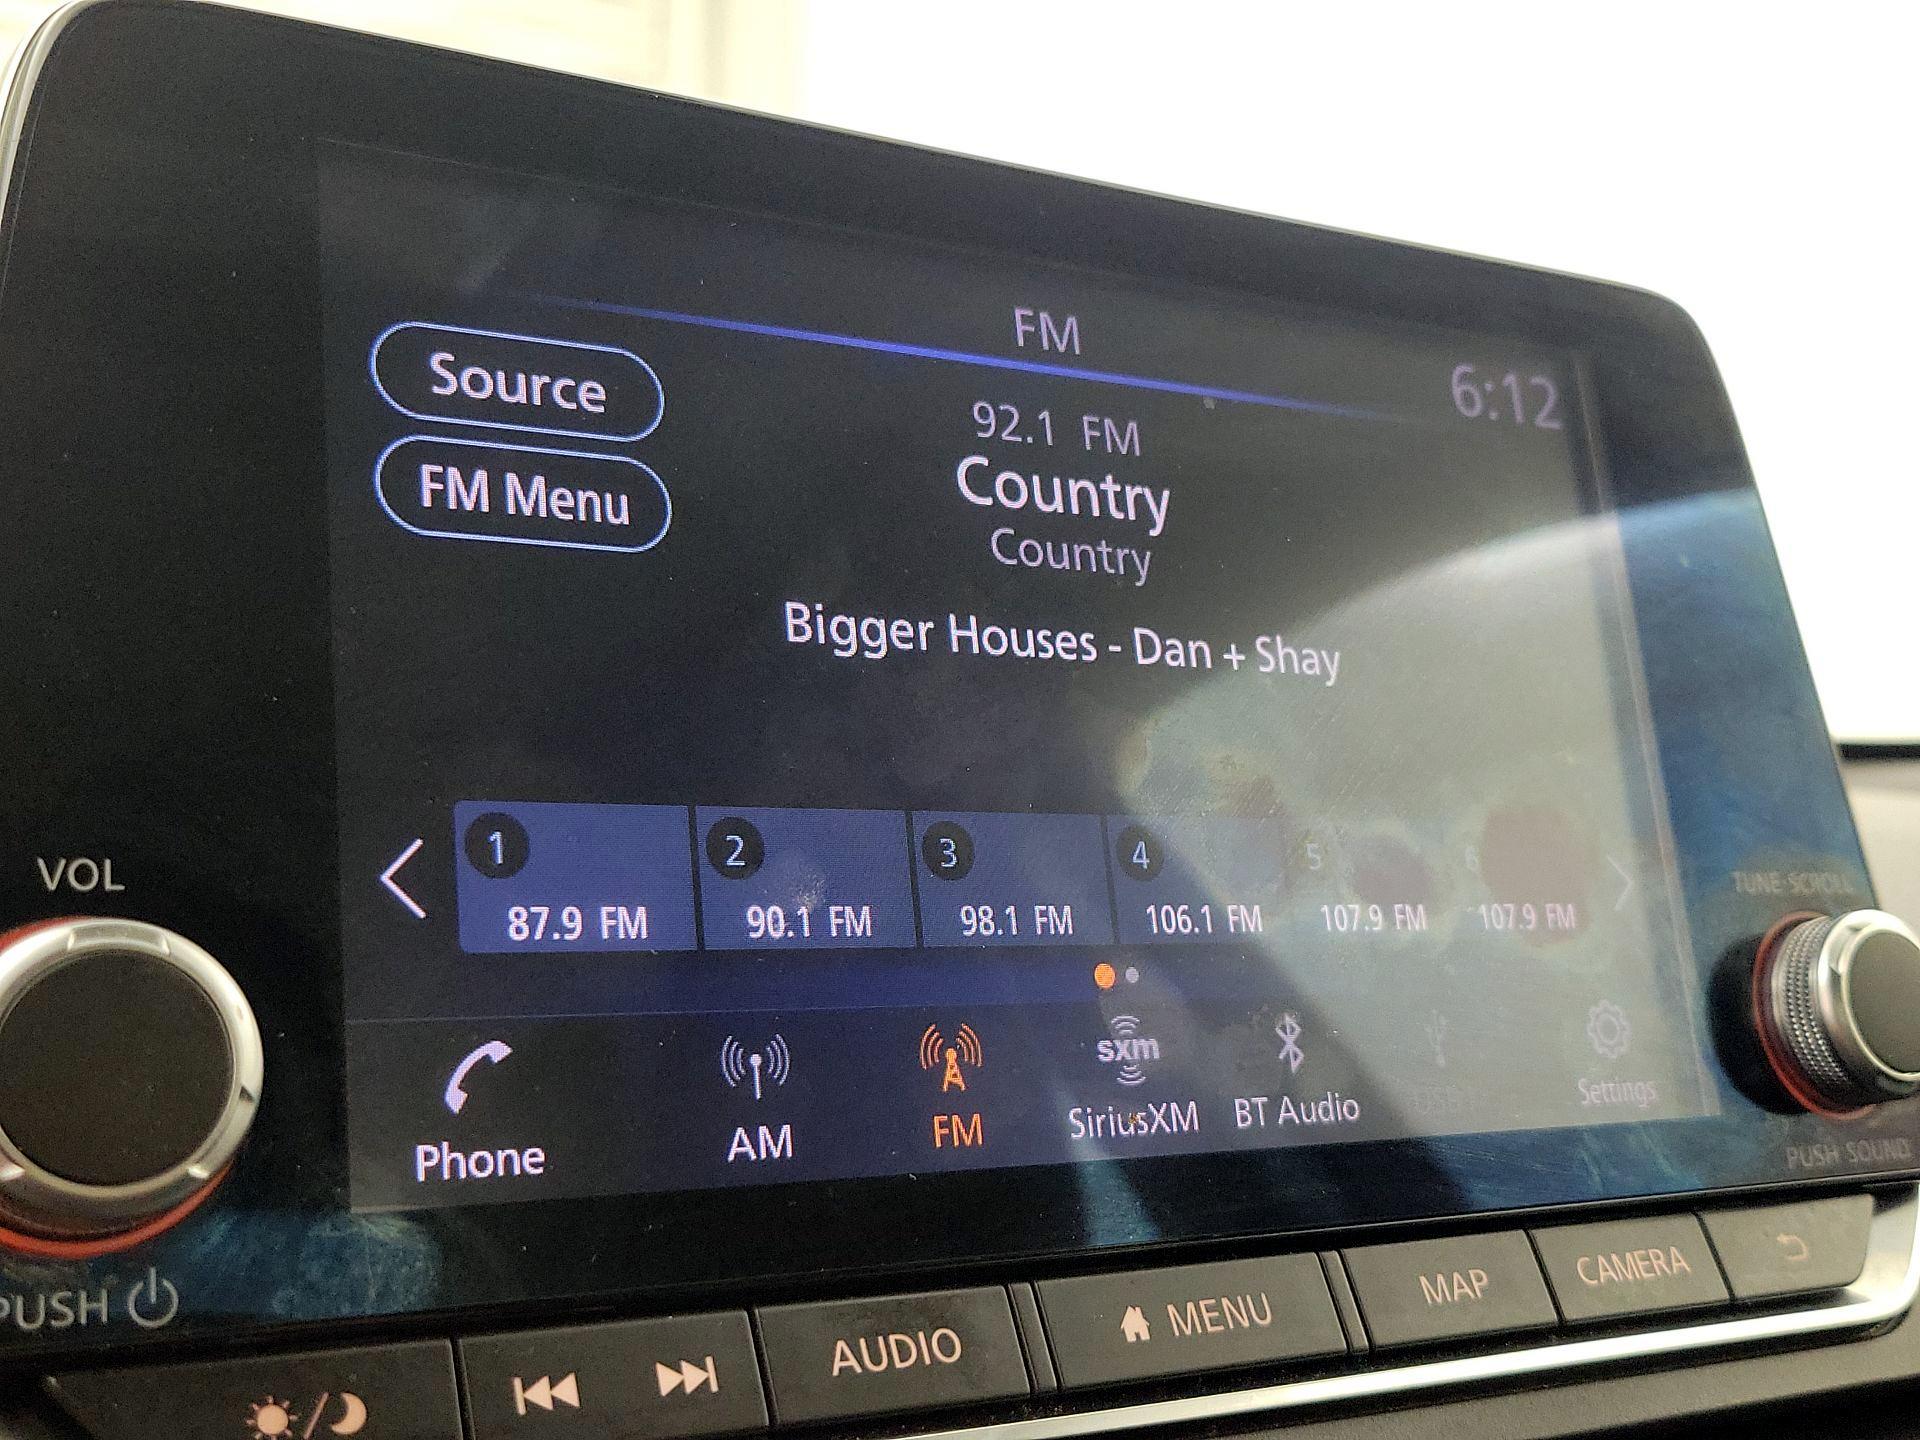 FM
6:12
Source
FM Menu
92.1 FM
Country
Country
Bigger Houses - Dan + Shay
1 2 3 4 5 6
87.9 FM 90.1 FM 98.1 FM 106.1 FM 107.9 FM 107.9 FM
sxm
Phone AM FM SiriusXM BT Audio USB Settings
VOL
PUSH
TUNE·SCROLL
PUSH SOUND
AUDIO MENU MAP CAMERA